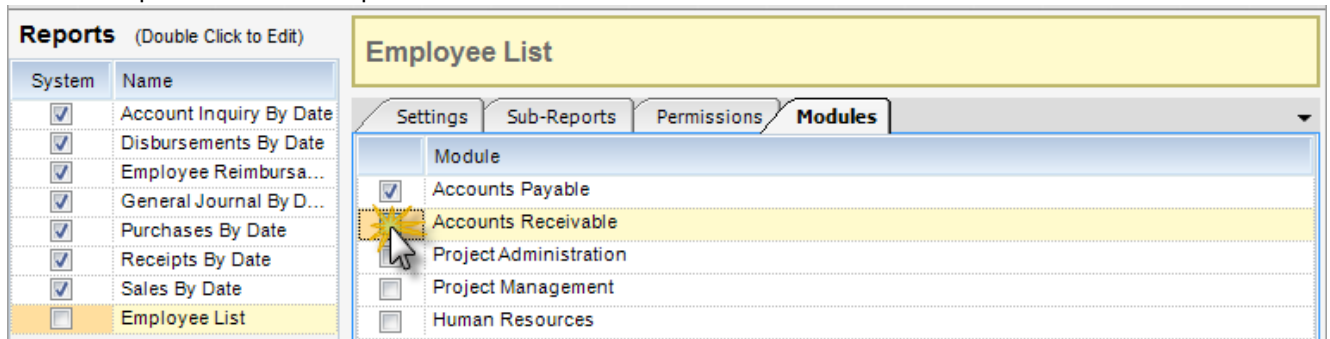 Reports (Double Click to Edit)
System Name
Account Inquiry By Date
Disbursements By Date
Employee Reimbursa...
General Journal By D...
Purchases By Date
Receipts By Date
Sales By Date
Employee List
Employee List
Settings Sub-Reports Permissions Modules
Module
Accounts Payable
Accounts Receivable
Project Administration
Project Management
Human Resources